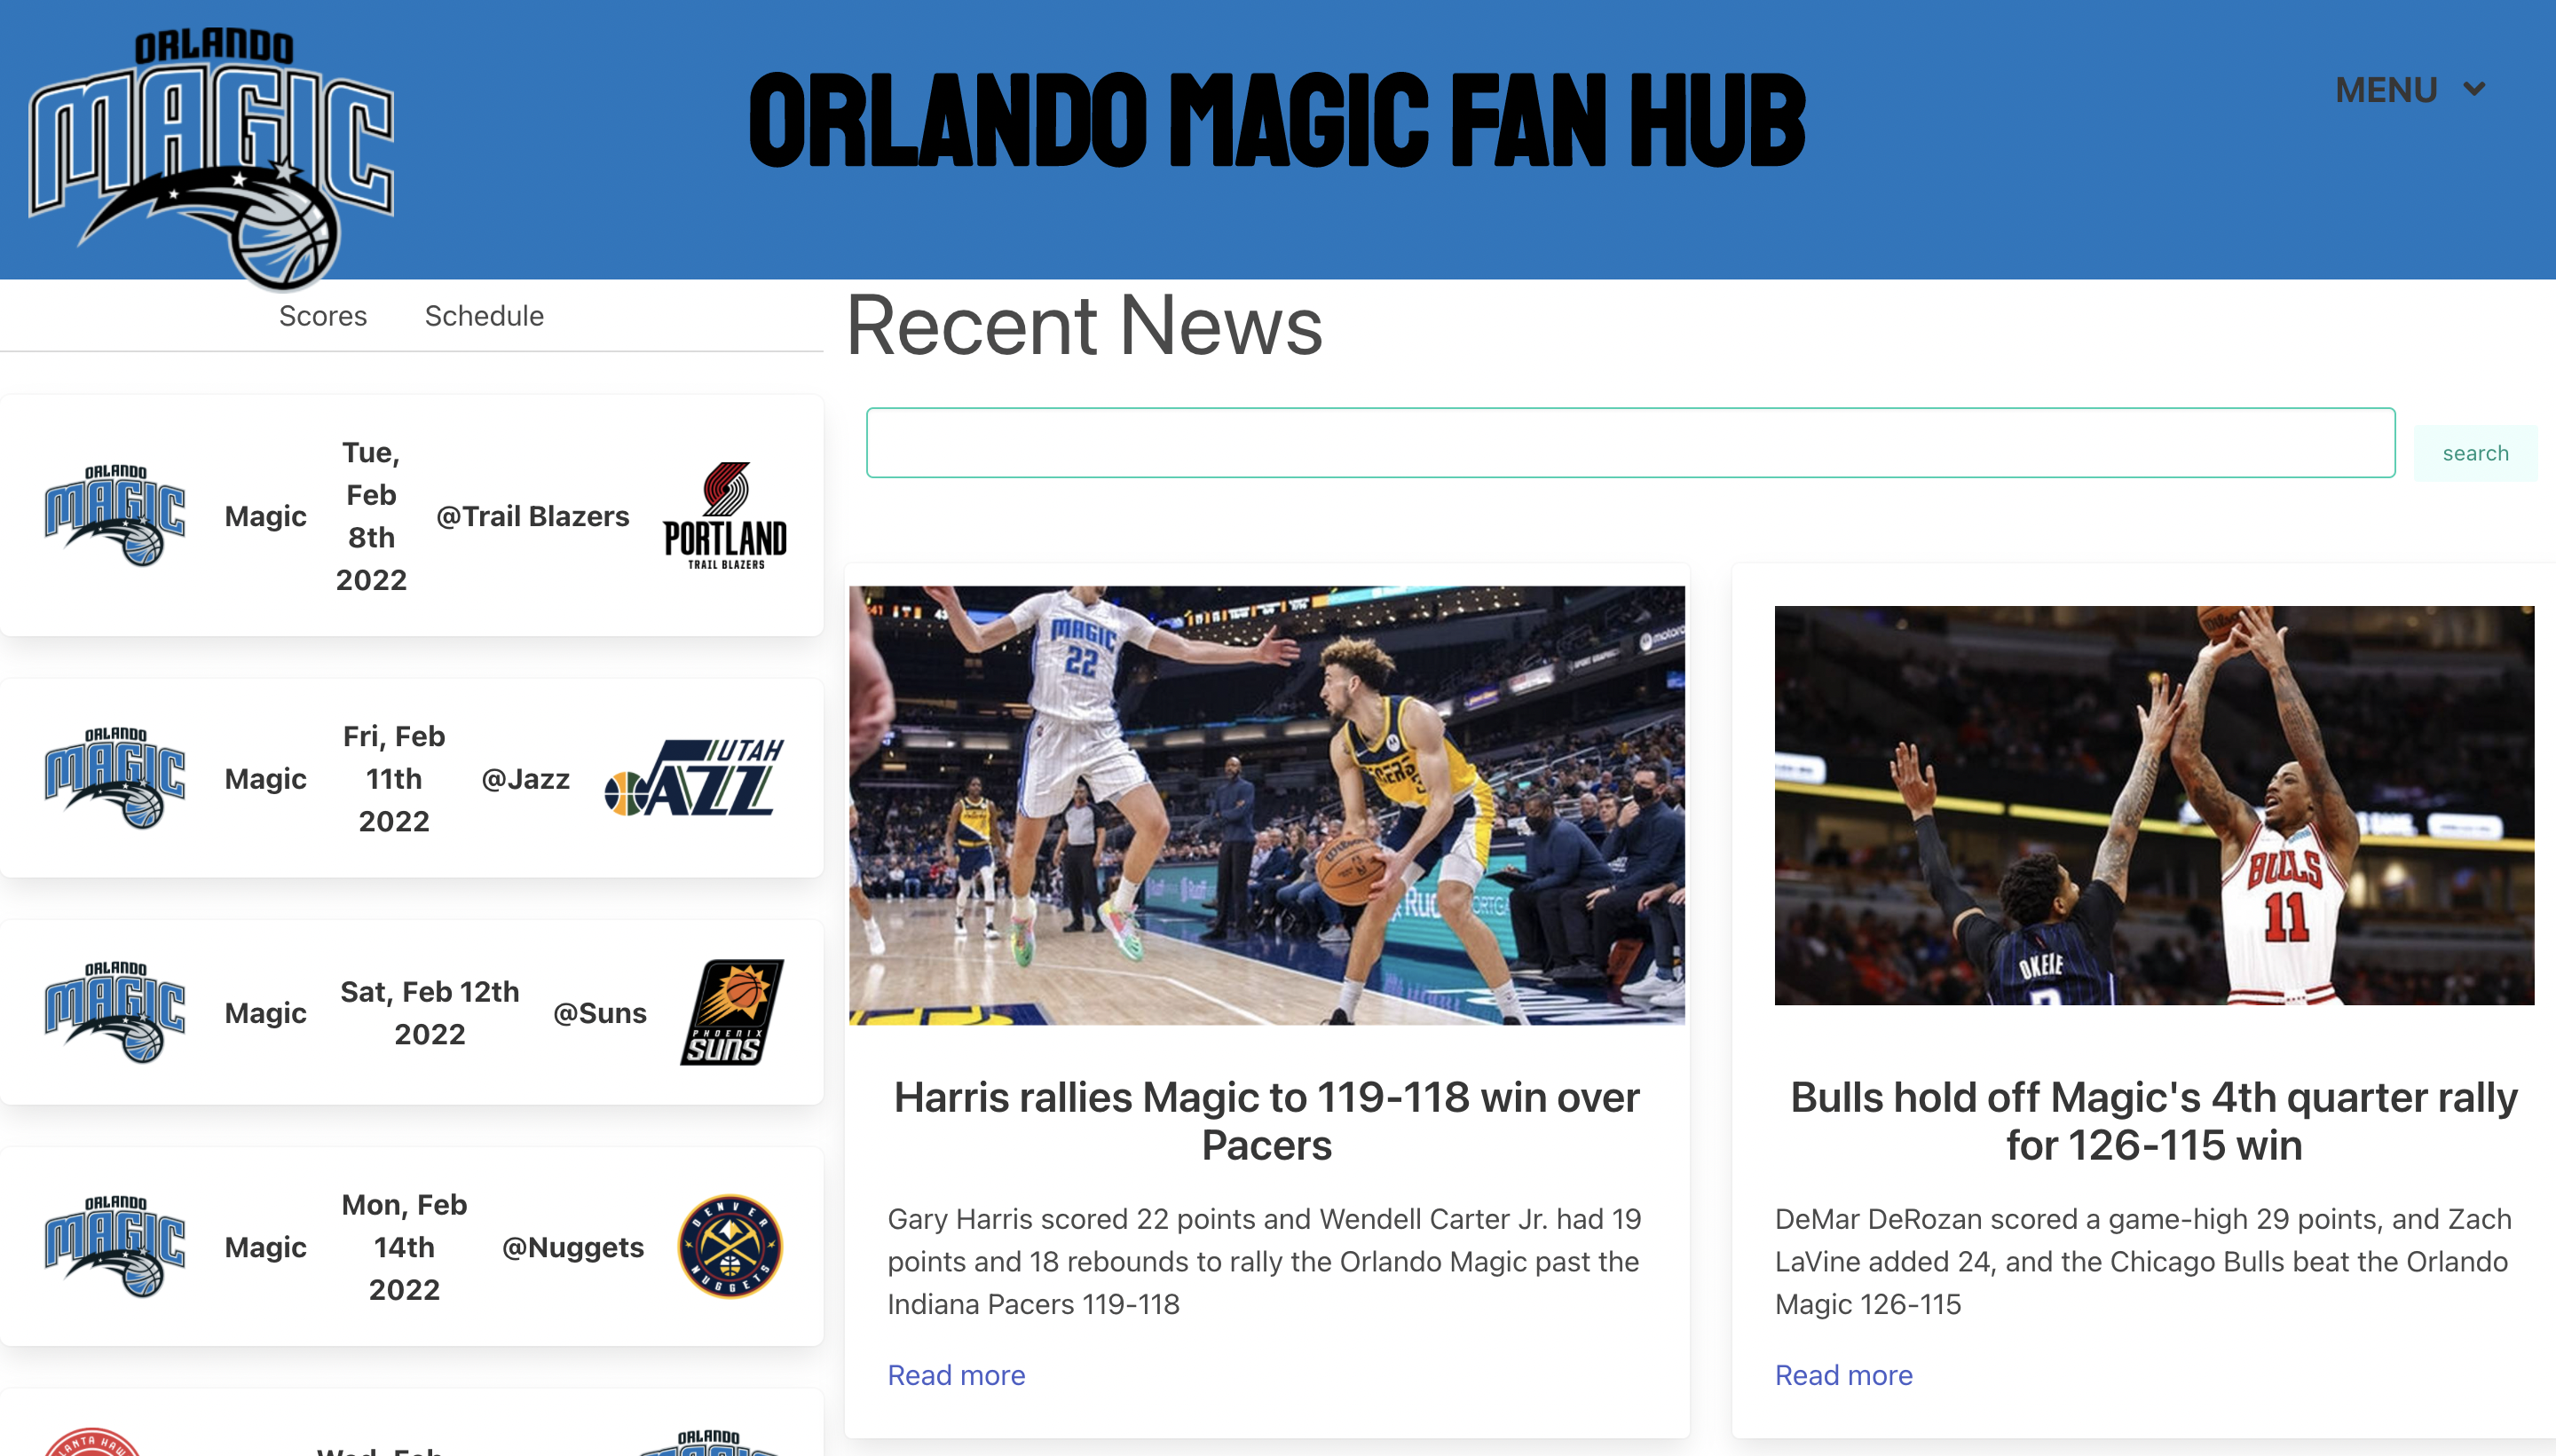 ORLANDO
MAGIC
ORLANDO MAGIC FAN HUB
MENU
Scores Schedule
ORLANDO
MAGIC
Magic
Tue,
Feb
8th
2022
@Trail Blazers
PORTLAND
TRAIL BLAZERS
ORLANDO
MAGIC
Magic
Fri, Feb
11th
2022
@Jazz
UTAH
JAZZ
ORLANDO
MAGIC
Magic
Sat, Feb 12th
2022
@Suns
PHOENIX
SUNS
ORLANDO
MAGIC
Magic
Mon, Feb
14th
2022
@Nuggets
DENVER
NUGGETS
Wed, Feb
ORLANDO
Recent News
search
MAGIC
22
Wilson
BULLS
11
OKEKE
Harris rallies Magic to 119-118 win over
Pacers
Gary Harris scored 22 points and Wendell Carter Jr. had 19
points and 18 rebounds to rally the Orlando Magic past the
Indiana Pacers 119-118
Read more
Bulls hold off Magic's 4th quarter rally
for 126-115 win
DeMar DeRozan scored a game-high 29 points, and Zach
LaVine added 24, and the Chicago Bulls beat the Orlando
Magic 126-115
Read more